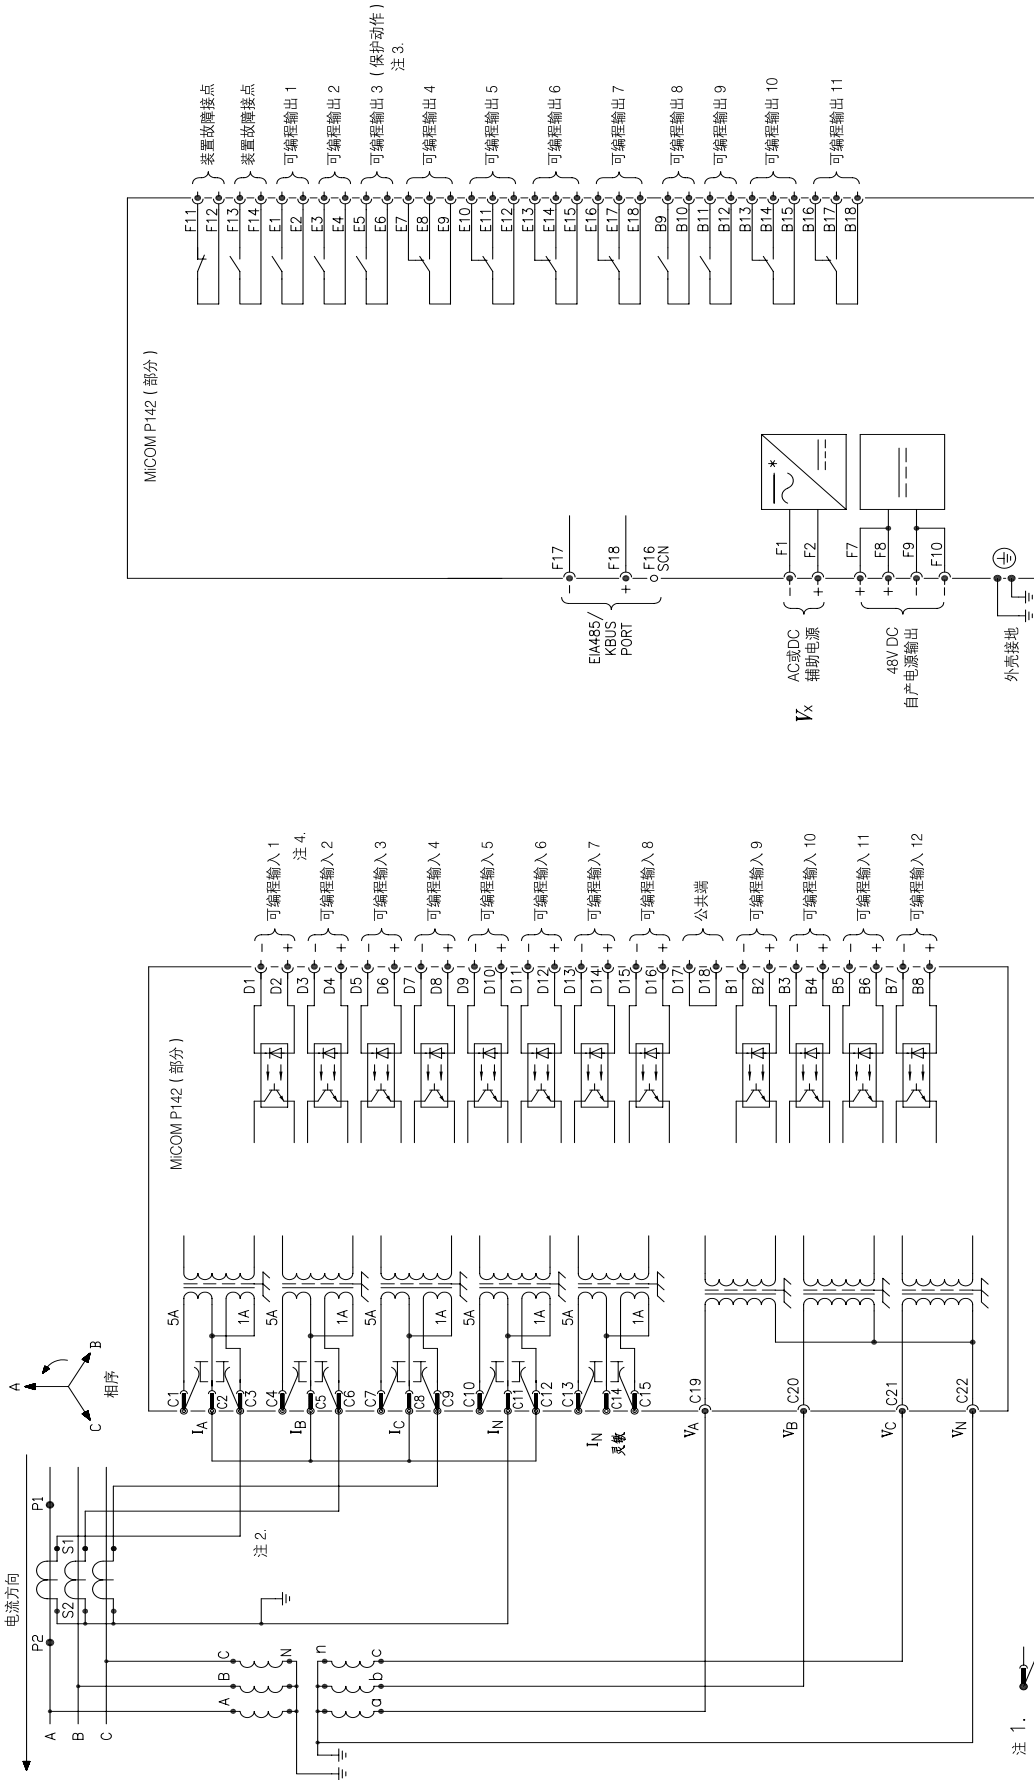 电流方向
P2
P1
S2
S1
A
B
C
A
B
C
相序
A
B
C
N
n
a
b
c
注 2.
MiCOM P142（部分）
5A
1A
5A
1A
5A
1A
5A
1A
5A
1A
C1
C2
C3
C4
C5
C6
C7
C8
C9
C10
C11
C12
C13
C14
C15
C19
C20
C21
C22
IA
IB
IC
IN
IN
灵敏
VA
VB
VC
VN
D1
D2
D3
D4
D5
D6
D7
D8
D9
D10
D11
D12
D13
D14
D15
D16
D17
D18
B1
B2
B3
B4
B5
B6
B7
B8
- + 可编程输入 1
注 4.
- + 可编程输入 2
- + 可编程输入 3
- + 可编程输入 4
- + 可编程输入 5
- + 可编程输入 6
- + 可编程输入 7
- + 可编程输入 8
公共端
- + 可编程输入 9
- + 可编程输入 10
- + 可编程输入 11
- + 可编程输入 12
注 1.
MiCOM P142（部分）
F11
F12
F13
F14
E1
E2
E3
E4
E5
E6
E7
E8
E9
E10
E11
E12
E13
E14
E15
E16
E17
E18
B9
B10
B11
B12
B13
B14
B15
B16
B17
B18
装置故障接点
装置故障接点
可编程输出 1
可编程输出 2
可编程输出 3（保护动作）
注 3.
可编程输出 4
可编程输出 5
可编程输出 6
可编程输出 7
可编程输出 8
可编程输出 9
可编程输出 10
可编程输出 11
EIA485/
KBUS
PORT
-
+
F17
F18
F16
SCN
VX
AC或DC
辅助电源
-
+
F1
F2
*
48V DC
自产电源输出
+
+
-
-
F7
F8
F9
F10
外壳接地